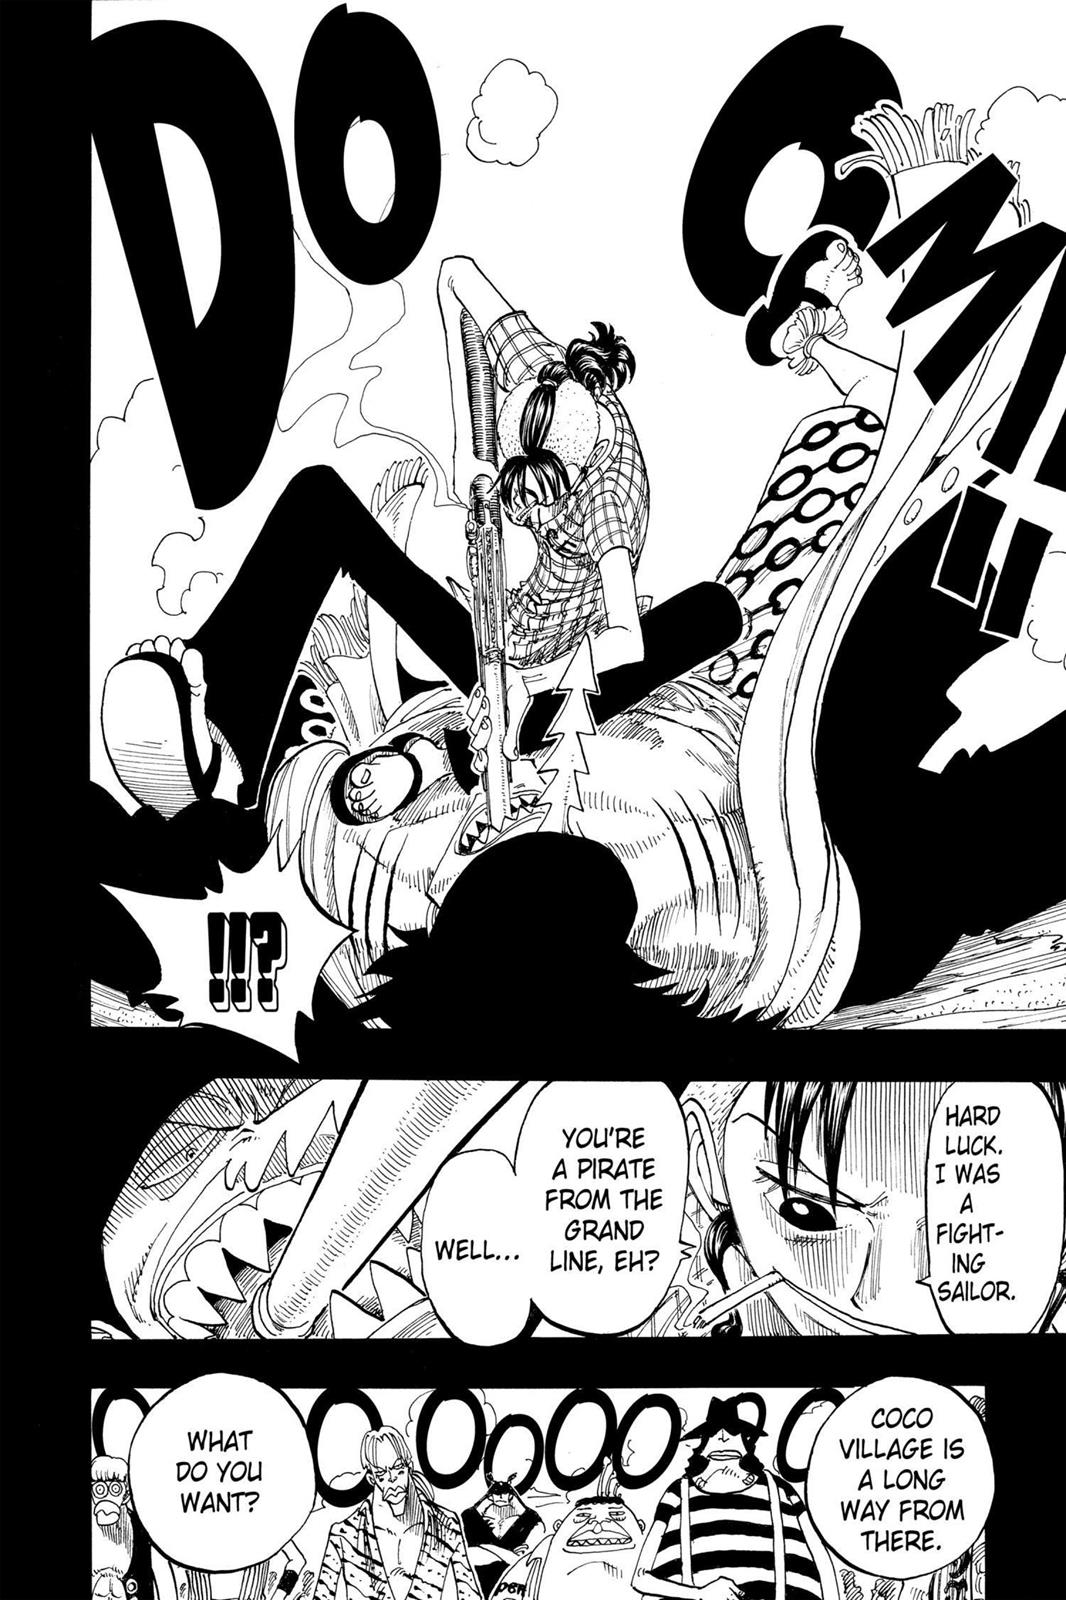 DO
OM!!
!!?
HARD
LUCK.
I WAS
A
FIGHT-
ING
SAILOR.
YOU'RE
A PIRATE
FROM THE
GRAND
LINE, EH?
WELL...
COCO
VILLAGE IS
A LONG
WAY FROM
THERE.
WHAT
DO YOU
WANT?
OOOOOOOOO